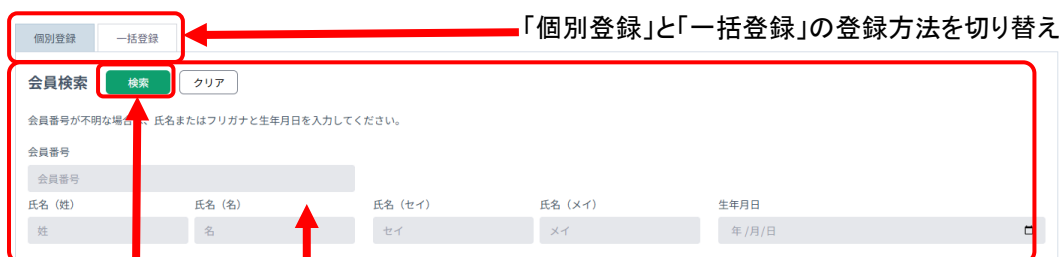 「個別登録」と「一括登録」の登録方法を切り替え
個別登録 一括登録
会員検索 検索 クリア
会員番号が不明な場合、氏名またはフリガナと生年月日を入力してください。
会員番号
会員番号
氏名（姓） 氏名（名） 氏名（セイ） 氏名（メイ） 生年月日
姓 名 セイ メイ 年 /月/日